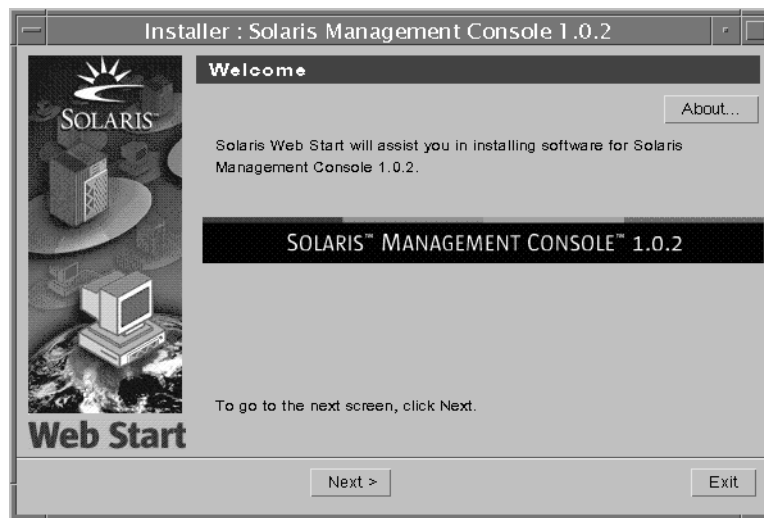 Installer : Solaris Management Console 1.0.2
SOLARIS™
Welcome
About...
Solaris Web Start will assist you in installing software for Solaris
Management Console 1.0.2.
SOLARIS™ MANAGEMENT CONSOLE™ 1.0.2
To go to the next screen, click Next.
Web Start
Next >
Exit